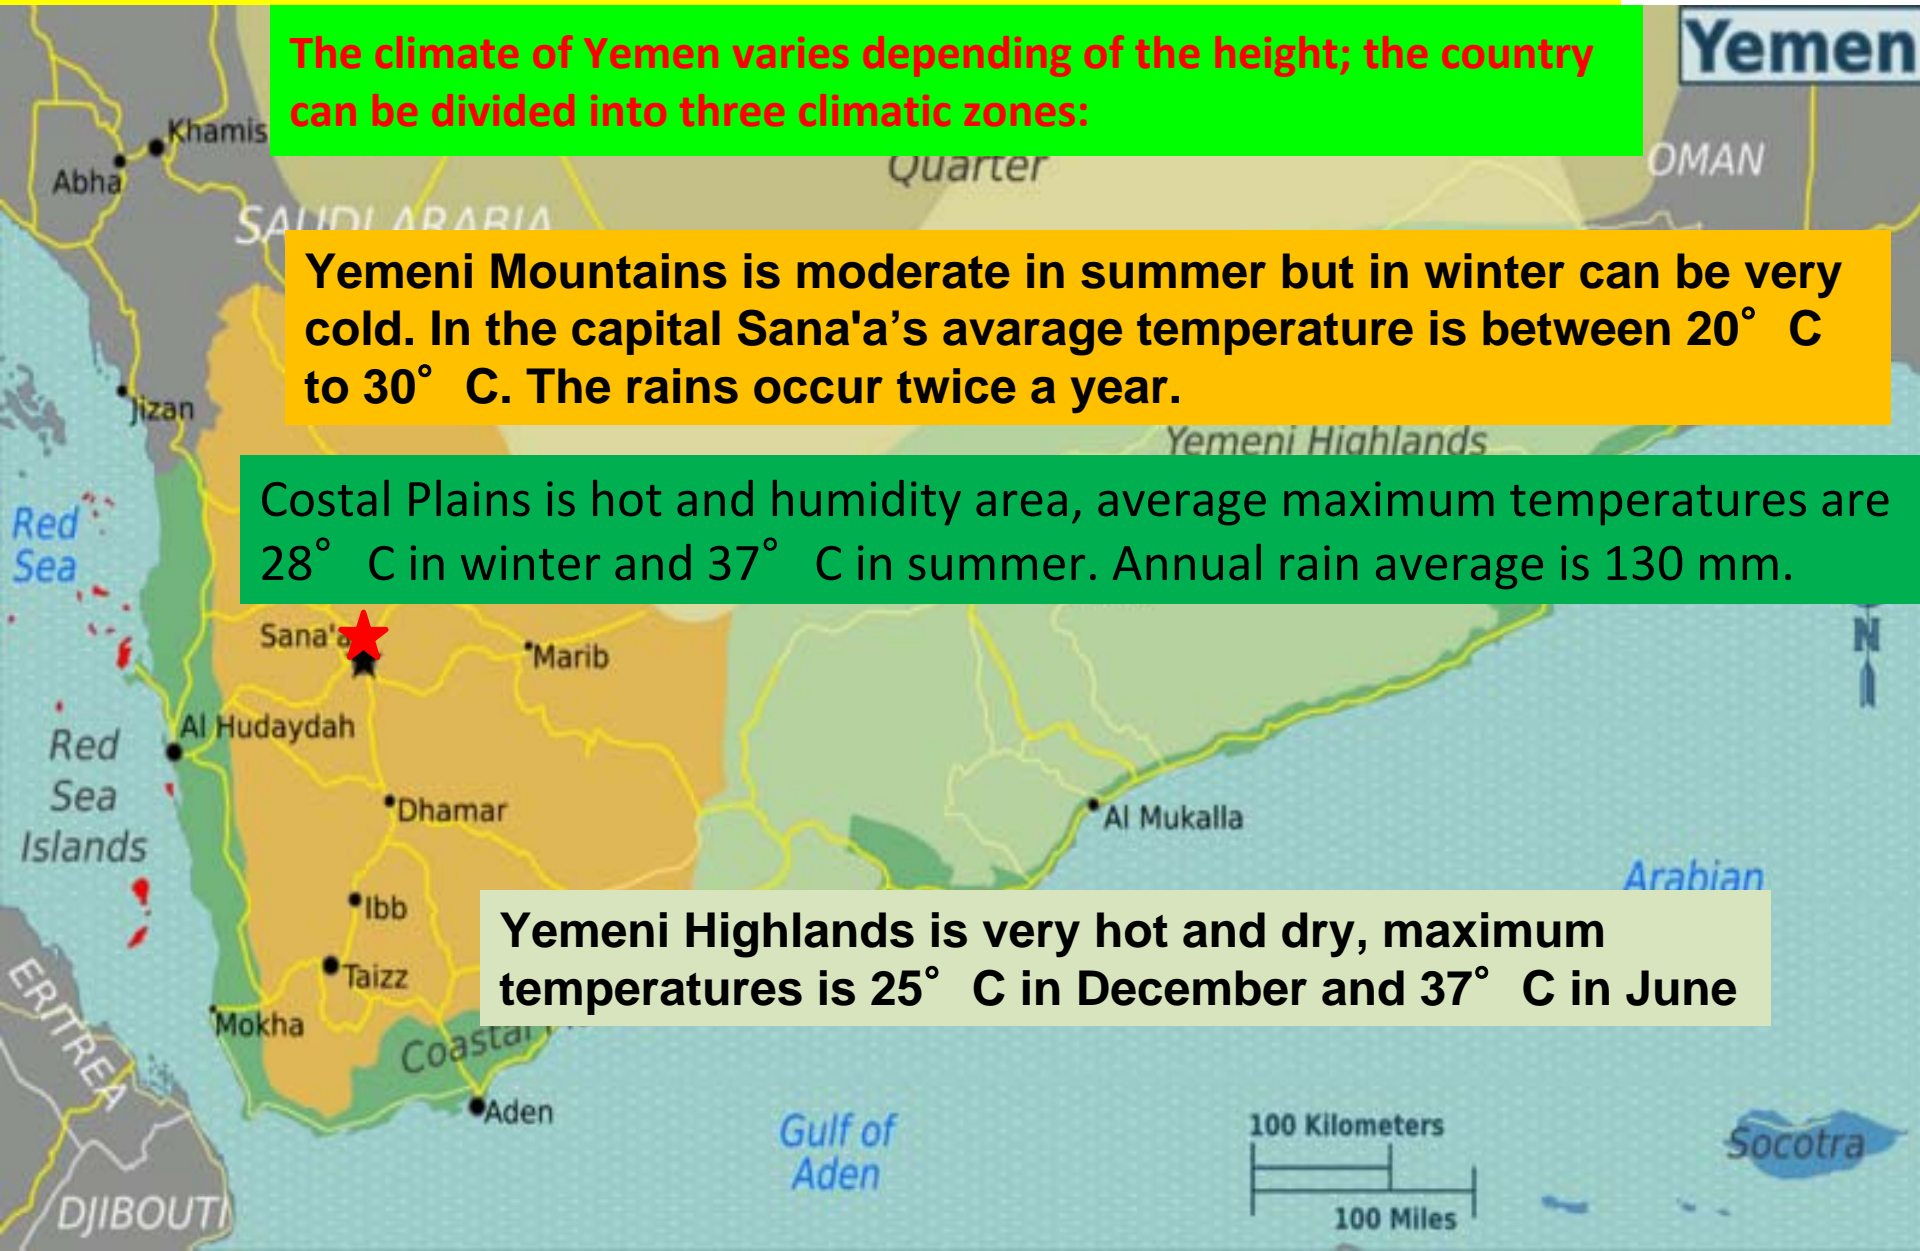 The climate of Yemen varies depending of the height; the country
can be divided into three climatic zones:
Yemen
Khamis
Abha
Quarter
OMAN
SAUDI ARABIA
Yemeni Mountains is moderate in summer but in winter can be very
cold. In the capital Sana'a’s avarage temperature is between 20° C
to 30° C. The rains occur twice a year.
Jizan
Yemeni Highlands
Costal Plains is hot and humidity area, average maximum temperatures are
28° C in winter and 37° C in summer. Annual rain average is 130 mm.
Red
Sea
Sana'a
Marib
N
Al Hudaydah
Red
Sea
Islands
Dhamar
Al Mukalla
Arabian
Ibb
Yemeni Highlands is very hot and dry, maximum
temperatures is 25° C in December and 37° C in June
Taizz
ERITREA
Mokha
Coastal
Aden
Gulf of
Aden
100 Kilometers
100 Miles
Socotra
DJIBOUTI